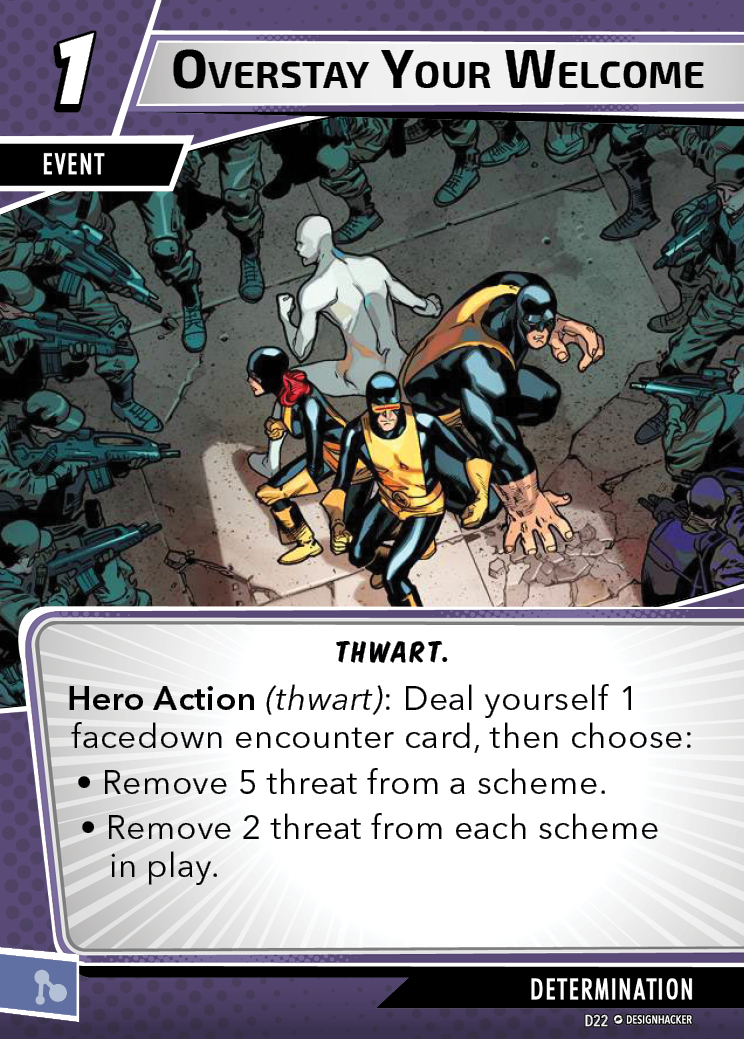 1
OVERSTAY YOUR WELCOME
EVENT
THWART.
Hero Action (thwart): Deal yourself 1
facedown encounter card, then choose:
• Remove 5 threat from a scheme.
• Remove 2 threat from each scheme
in play.
DETERMINATION
D22 DESIGNHACKER